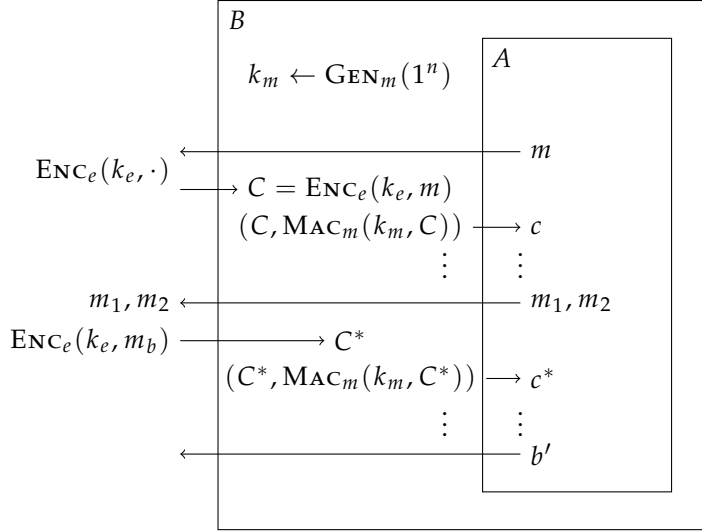 B
A
k_m ← GEN_m(1^n)
m
ENC_e(k_e, ·)
C = ENC_e(k_e, m)
(C, MAC_m(k_m, C))
c
⋮ ⋮
m_1, m_2
m_1, m_2
ENC_e(k_e, m_b)
C*
(C*, MAC_m(k_m, C*))
c*
⋮ ⋮
b′